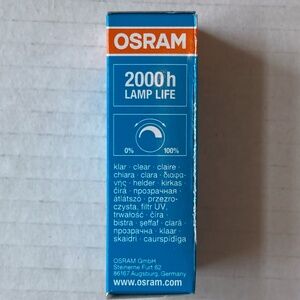 OSRAM
2000h
LAMP LIFE
0% 100%
klar · clear · claire ·
chiara · clara · διαφα-
νής · helder · kirkas ·
čirá · прозрачная ·
átlátszó · przezro-
czysta, filtr UV,
trwałość · číra ·
bistra · şeffaf · clară ·
прозрачна · klaar ·
skaidri · caurspīdīga
OSRAM GmbH
Steinerne Furt 62
86167 Augsburg, Germany
www.osram.com